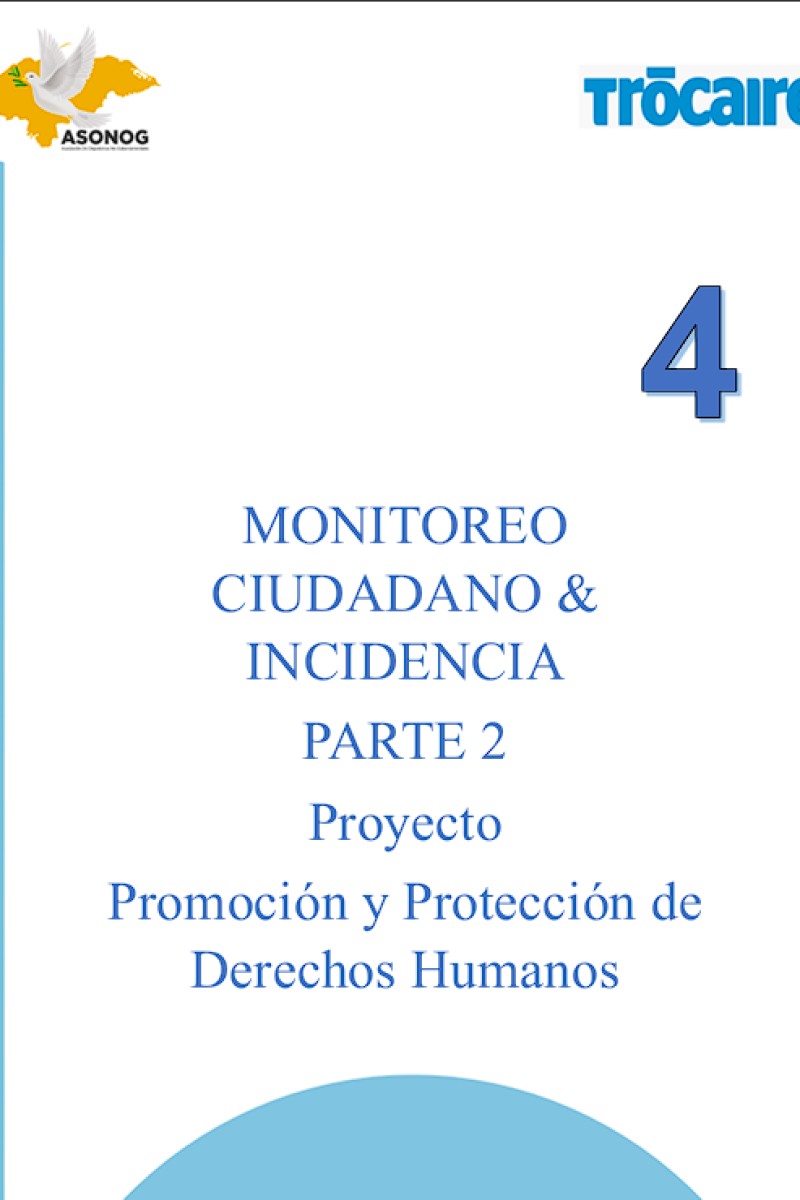 ASONOG
Trōcaire
4
MONITOREO
CIUDADANO &
INCIDENCIA
PARTE 2
Proyecto
Promoción y Protección de
Derechos Humanos